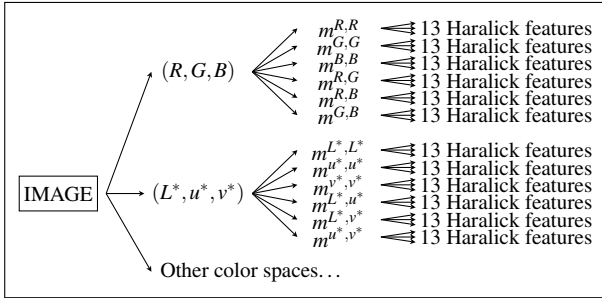 m^{R,R} 13 Haralick features
m^{G,G} 13 Haralick features
m^{B,B} 13 Haralick features
(R,G,B)
m^{R,G} 13 Haralick features
m^{R,B} 13 Haralick features
m^{G,B} 13 Haralick features
m^{L*,L*} 13 Haralick features
m^{u*,u*} 13 Haralick features
m^{v*,v*} 13 Haralick features
IMAGE
(L*,u*,v*)
m^{L*,u*} 13 Haralick features
m^{L*,v*} 13 Haralick features
m^{u*,v*} 13 Haralick features
Other color spaces…